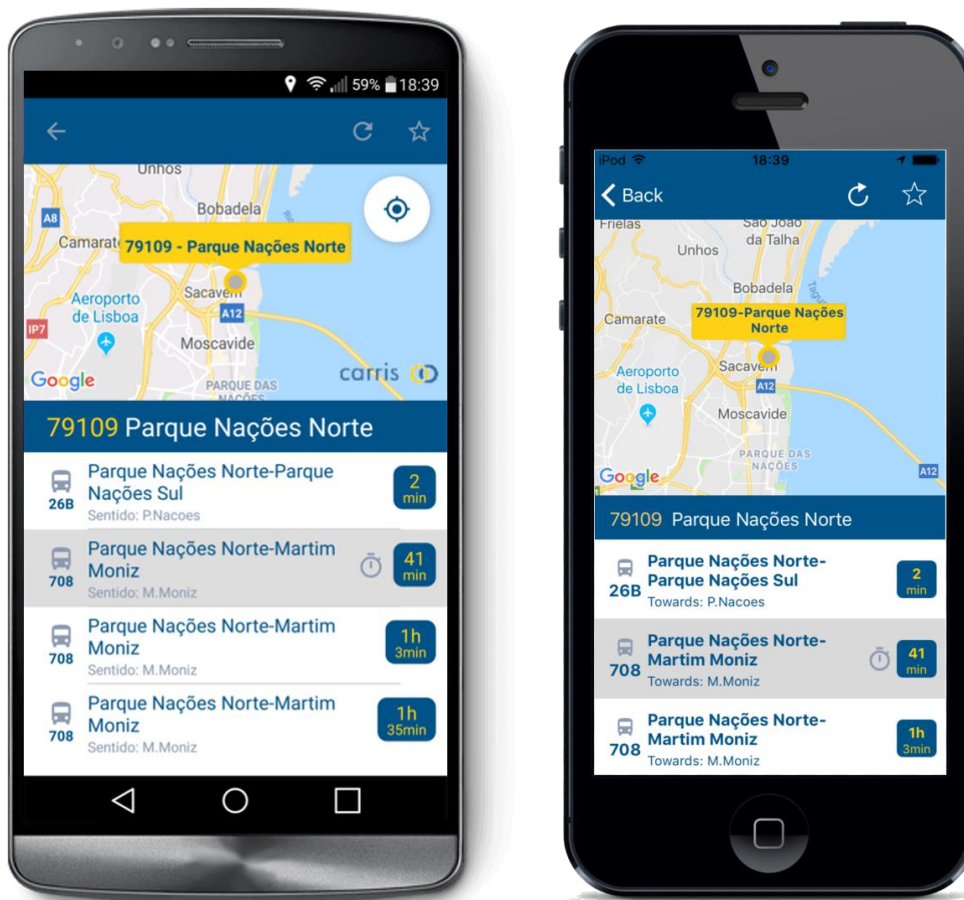 59% 18:39
Unhos
Bobadela
A8
Camarate
79109 - Parque Nações Norte
Sacavém
Aeroporto
de Lisboa
A12
IP7
Moscavide
Google
PARQUE DAS
NAÇÕES
carris
79109 Parque Nações Norte
Parque Nações Norte-Parque
Nações Sul
26B
Sentido: P.Nacoes
2
min
Parque Nações Norte-Martim
Moniz
708
Sentido: M.Moniz
41
min
Parque Nações Norte-Martim
Moniz
708
Sentido: M.Moniz
1h
3min
Parque Nações Norte-Martim
Moniz
708
Sentido: M.Moniz
1h
35min
iPod 18:39
Back
Frielas
São João
da Talha
Unhos
Bobadela
Camarate
79109-Parque Nações
Norte
Sacavém
Aeroporto
de Lisboa
A12
Moscavide
PARQUE DAS
NAÇÕES
Google
A12
79109 Parque Nações Norte
Parque Nações Norte-
Parque Nações Sul
26B
Towards: P.Nacoes
2
min
Parque Nações Norte-
Martim Moniz
708
Towards: M.Moniz
41
min
Parque Nações Norte-
Martim Moniz
708
Towards: M.Moniz
1h
3min